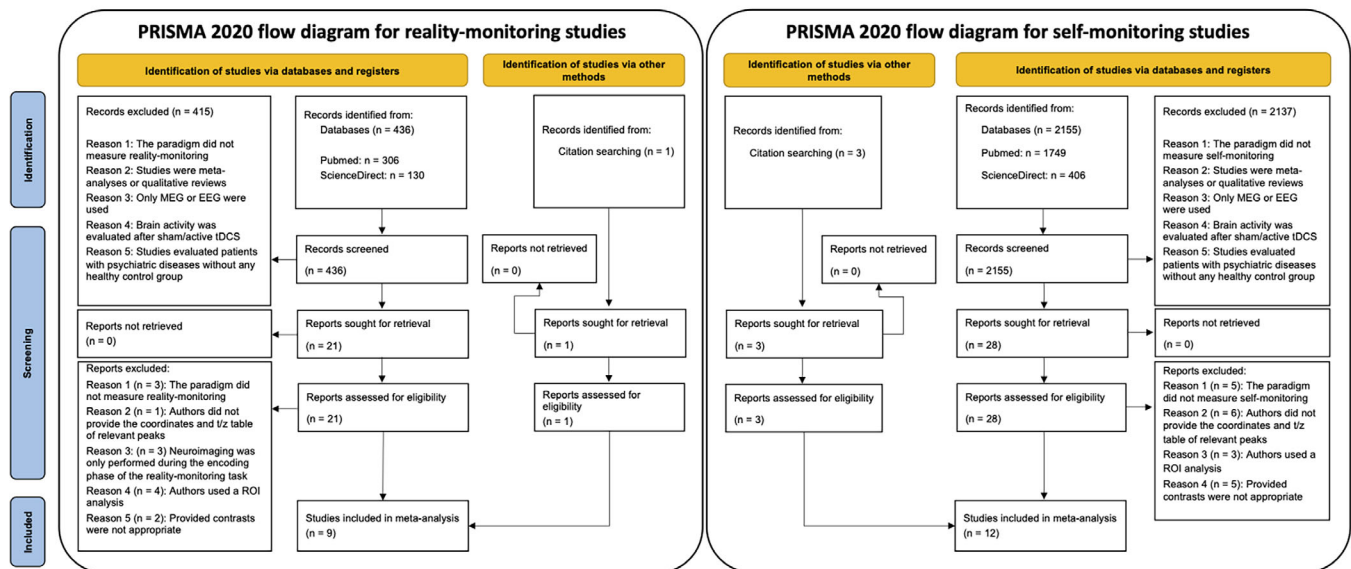 PRISMA 2020 flow diagram for reality-monitoring studies
Identification of studies via databases and registers
Identification of studies via other
methods
Identification
Screening
Included
Records excluded (n = 415)
Reason 1: The paradigm did not
measure reality-monitoring
Reason 2: Studies were meta-
analyses or qualitative reviews
Reason 3: Only MEG or EEG were
used
Reason 4: Brain activity was
evaluated after sham/active tDCS
Reason 5: Studies evaluated patients
with psychiatric diseases without any
healthy control group
Records identified from:
Databases (n = 436)
Pubmed: n = 306
ScienceDirect: n = 130
Records identified from:
Citation searching (n = 1)
Records screened
(n = 436)
Reports not retrieved
(n = 0)
Reports not retrieved
(n = 0)
Reports sought for retrieval
(n = 21)
Reports sought for retrieval
(n = 1)
Reports excluded:
Reason 1 (n = 3): The paradigm did
not measure reality-monitoring
Reason 2 (n = 1): Authors did not
provide the coordinates and t/z table
of relevant peaks
Reason 3: (n = 3) Neuroimaging was
only performed during the encoding
phase of the reality-monitoring task
Reason 4 (n = 4): Authors used a ROI
analysis
Reason 5 (n = 2): Provided contrasts
were not appropriate
Reports assessed for eligibility
(n = 21)
Reports assessed for
eligibility
(n = 1)
Studies included in meta-analysis
(n = 9)
PRISMA 2020 flow diagram for self-monitoring studies
Identification of studies via other
methods
Identification of studies via databases and registers
Records identified from:
Citation searching (n = 3)
Records identified from:
Databases (n = 2155)
Pubmed: n = 1749
ScienceDirect: n = 406
Records excluded (n = 2137)
Reason 1: The paradigm did not
measure self-monitoring
Reason 2: Studies were meta-
analyses or qualitative reviews
Reason 3: Only MEG or EEG
were used
Reason 4: Brain activity was
evaluated after sham/active tDCS
Reason 5: Studies evaluated
patients with psychiatric diseases
without any healthy control group
Reports not retrieved
(n = 0)
Records screened
(n = 2155)
Reports sought for retrieval
(n = 3)
Reports sought for retrieval
(n = 28)
Reports not retrieved
(n = 0)
Reports assessed for eligibility
(n = 3)
Reports assessed for eligibility
(n = 28)
Reports excluded:
Reason 1 (n = 5): The paradigm
did not measure self-monitoring
Reason 2 (n = 6): Authors did not
provide the coordinates and t/z
table of relevant peaks
Reason 3 (n = 3): Authors used a
ROI analysis
Reason 4 (n = 5): Provided
contrasts were not appropriate
Studies included in meta-analysis
(n = 12)